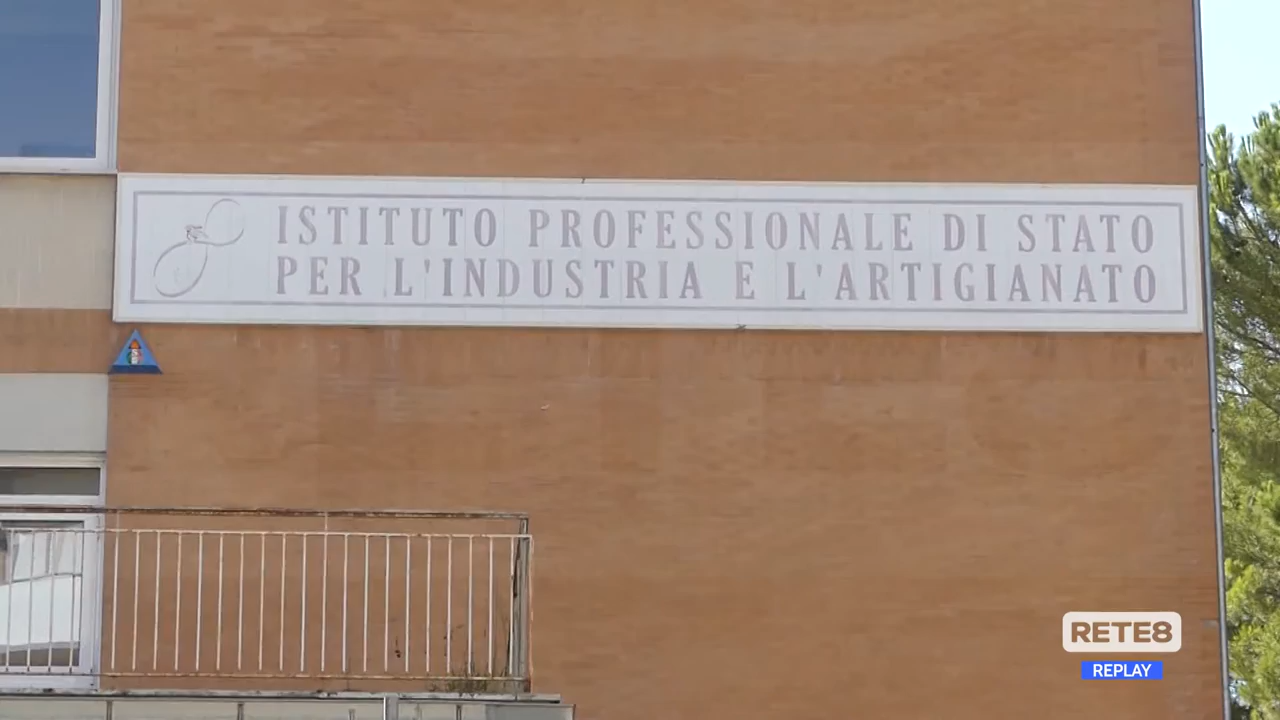 ISTITUTO PROFESSIONALE DI STATO
PER L'INDUSTRIA E L'ARTIGIANATO
RETE8
REPLAY